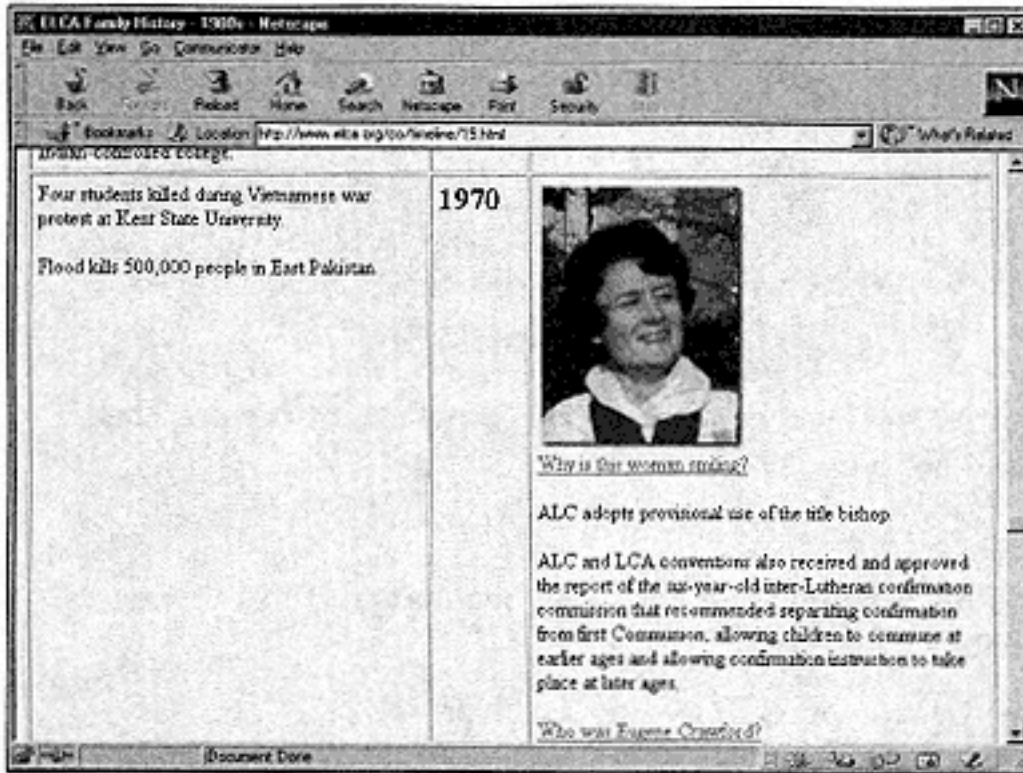 ELCA Family History - 1980s - Netscape
File Edit View Go Communicator Help
Back Reload Home Search Netscape Print Security
Bookmarks Location http://www.elca.org/co/timeline/15.html What's Related
Indian-controlled college.
Four students killed during Vietnamese war
protest at Kent State University.
Flood kills 500,000 people in East Pakistan
1970
Why is this woman smiling?
ALC adopts provisional use of the title bishop.
ALC and LCA conventions also received and approved
the report of the six-year-old inter-Lutheran confirmation
commission that recommended separating confirmation
from first Communion, allowing children to commune at
earlier ages and allowing confirmation instruction to take
place at later ages.
Who was Eugene Crawford?
Document Done